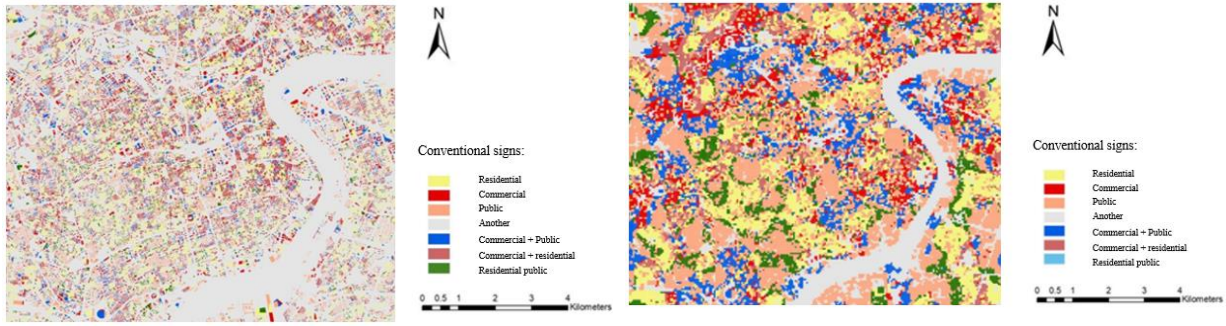 N
Conventional signs:
Residential
Commercial
Public
Another
Commercial + Public
Commercial + residential
Residential public
0 0.5 1 2 3 4
Kilometers
N
Conventional signs:
Residential
Commercial
Public
Another
Commercial + Public
Commercial + residential
Residential public
0 0.5 1 2 3 4
Kilometers